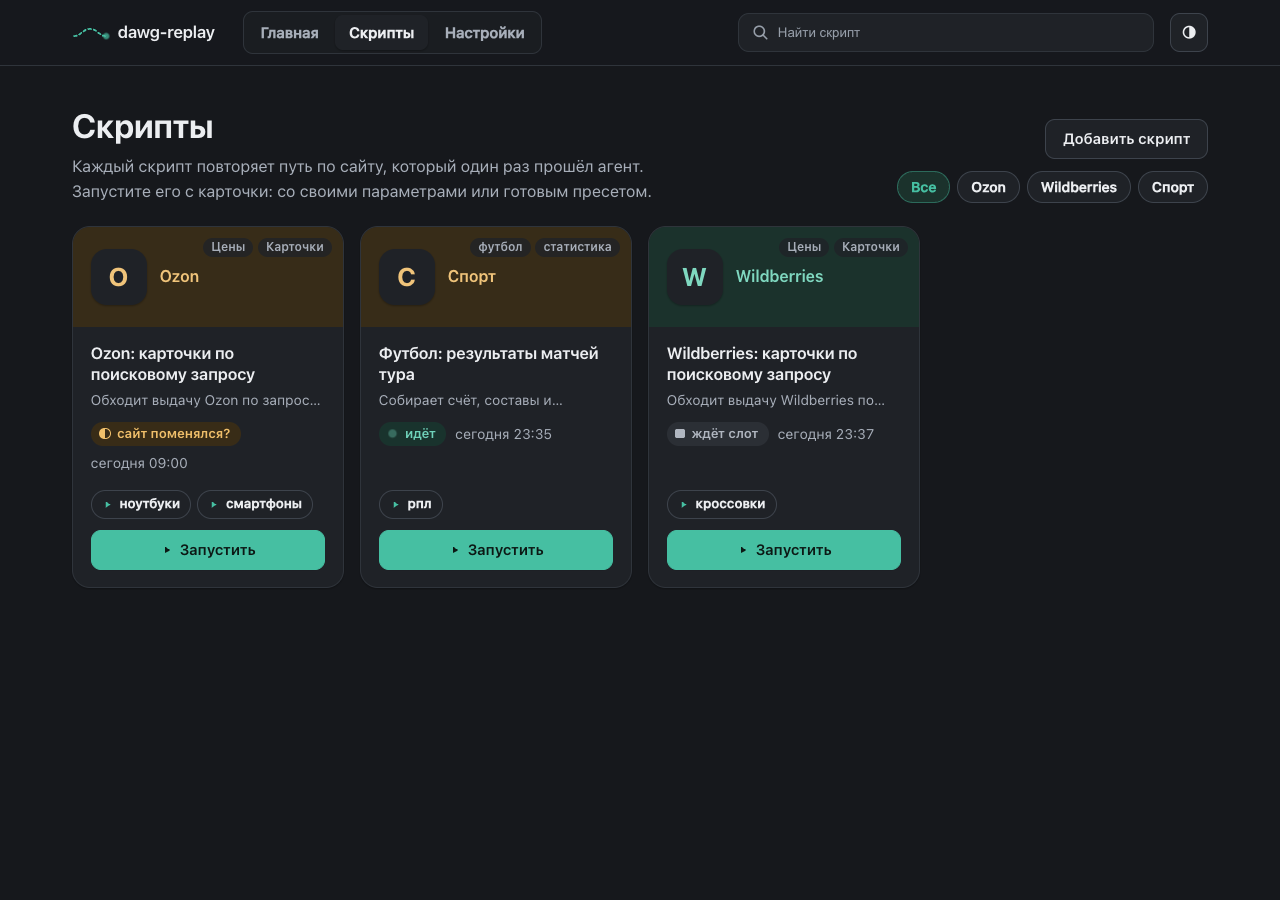 dawg-replay
Главная
Скрипты
Настройки
Найти скрипт
Скрипты
Каждый скрипт повторяет путь по сайту, который один раз прошёл агент.
Запустите его с карточки: со своими параметрами или готовым пресетом.
Добавить скрипт
Все
Ozon
Wildberries
Спорт
Цены
Карточки
O
Ozon
Ozon: карточки по
поисковому запросу
Обходит выдачу Ozon по запрос...
сайт поменялся?
сегодня 09:00
ноутбуки
смартфоны
Запустить
футбол
статистика
С
Спорт
Футбол: результаты матчей
тура
Собирает счёт, составы и...
идёт
сегодня 23:35
рпл
Запустить
Цены
Карточки
W
Wildberries
Wildberries: карточки по
поисковому запросу
Обходит выдачу Wildberries по...
ждёт слот
сегодня 23:37
кроссовки
Запустить